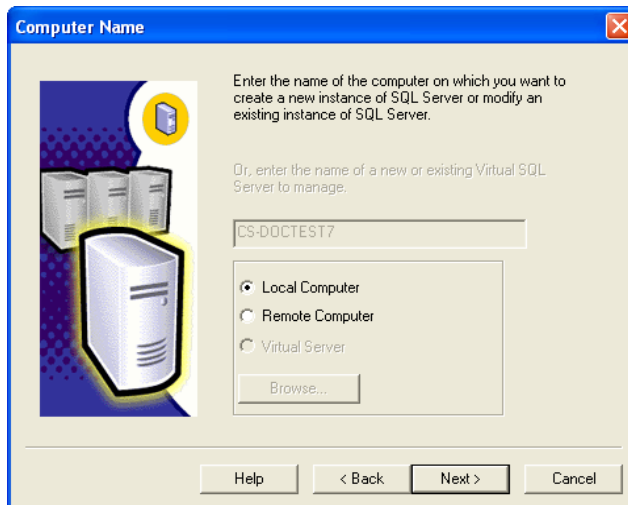 Computer Name
Enter the name of the computer on which you want to
create a new instance of SQL Server or modify an
existing instance of SQL Server.
Or, enter the name of a new or existing Virtual SQL
Server to manage.
CS-DOCTEST7
Local Computer
Remote Computer
Virtual Server
Browse...
Help
< Back
Next >
Cancel